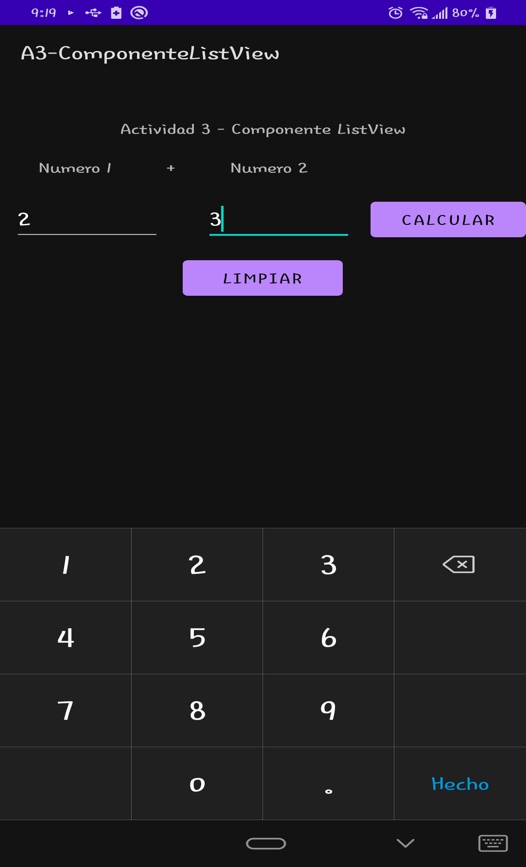 9:19 80%
A3-ComponenteListView
Actividad 3 - Componente ListView
Numero 1 + Numero 2
2 3 CALCULAR
LIMPIAR
1 2 3
4 5 6
7 8 9
0 . Hecho